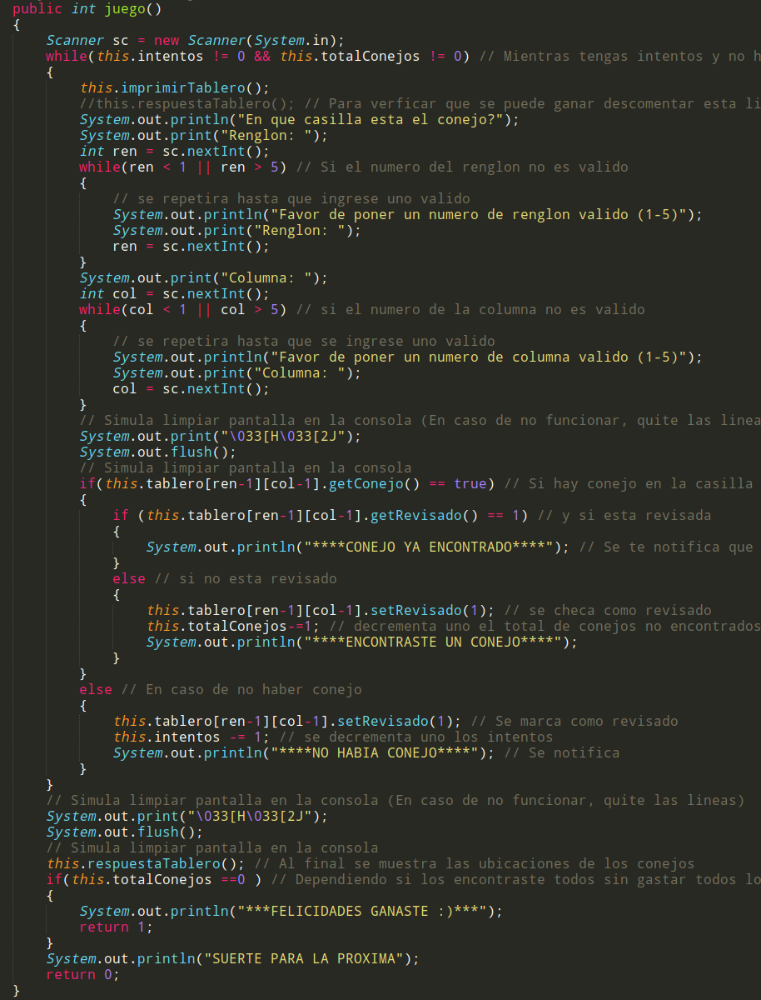 public int juego()
{
    Scanner sc = new Scanner(System.in);
    while(this.intentos != 0 && this.totalConejos != 0) // Mientras tengas intentos y no h
    {
        this.imprimirTablero();
        //this.respuestaTablero(); // Para verficar que se puede ganar descomentar esta li
        System.out.println("En que casilla esta el conejo?");
        System.out.print("Renglon: ");
        int ren = sc.nextInt();
        while(ren < 1 || ren > 5) // Si el numero del renglon no es valido
        {
            // se repetira hasta que ingrese uno valido
            System.out.println("Favor de poner un numero de renglon valido (1-5)");
            System.out.print("Renglon: ");
            ren = sc.nextInt();
        }
        System.out.print("Columna: ");
        int col = sc.nextInt();
        while(col < 1 || col > 5) // si el numero de la columna no es valido
        {
            // se repetira hasta que se ingrese uno valido
            System.out.println("Favor de poner un numero de columna valido (1-5)");
            System.out.print("Columna: ");
            col = sc.nextInt();
        }
        // Simula limpiar pantalla en la consola (En caso de no funcionar, quite las linea
        System.out.print("\033[H\033[2J");
        System.out.flush();
        // Simula limpiar pantalla en la consola
        if(this.tablero[ren-1][col-1].getConejo() == true) // Si hay conejo en la casilla
        {
            if (this.tablero[ren-1][col-1].getRevisado() == 1) // y si esta revisada
            {
                System.out.println("****CONEJO YA ENCONTRADO****"); // Se te notifica que
            }
            else // si no esta revisado
            {
                this.tablero[ren-1][col-1].setRevisado(1); // se checa como revisado
                this.totalConejos-=1; // decrementa uno el total de conejos no encontrados
                System.out.println("****ENCONTRASTE UN CONEJO****");
            }
        }
        else // En caso de no haber conejo
        {
            this.tablero[ren-1][col-1].setRevisado(1); // Se marca como revisado
            this.intentos -= 1; // se decrementa uno los intentos
            System.out.println("****NO HABIA CONEJO****"); // Se notifica
        }
    }
    // Simula limpiar pantalla en la consola (En caso de no funcionar, quite las lineas)
    System.out.print("\033[H\033[2J");
    System.out.flush();
    // Simula limpiar pantalla en la consola
    this.respuestaTablero(); // Al final se muestra las ubicaciones de los conejos
    if(this.totalConejos ==0 ) // Dependiendo si los encontraste todos sin gastar todos lo
    {
        System.out.println("***FELICIDADES GANASTE :)***");
        return 1;
    }
    System.out.println("SUERTE PARA LA PROXIMA");
    return 0;
}